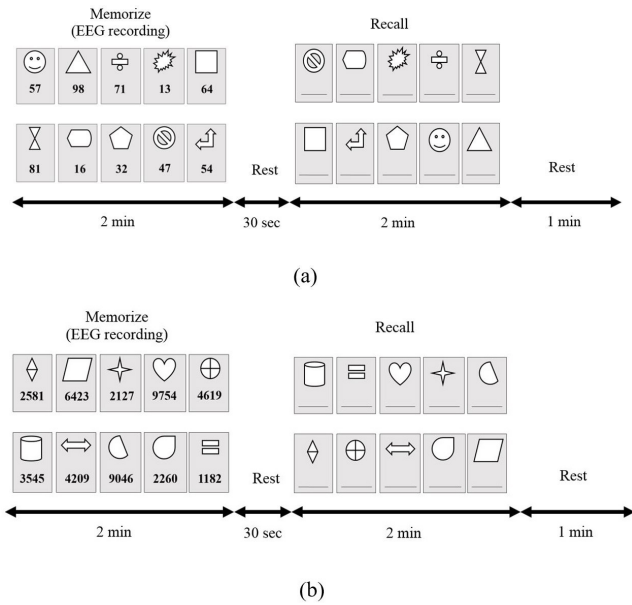 Memorize
(EEG recording)
Recall
57 98 71 13 64
81 16 32 47 54
Rest
Rest
2 min
30 sec
2 min
1 min
(a)
Memorize
(EEG recording)
Recall
2581 6423 2127 9754 4619
3545 4209 9046 2260 1182
Rest
Rest
2 min
30 sec
2 min
1 min
(b)